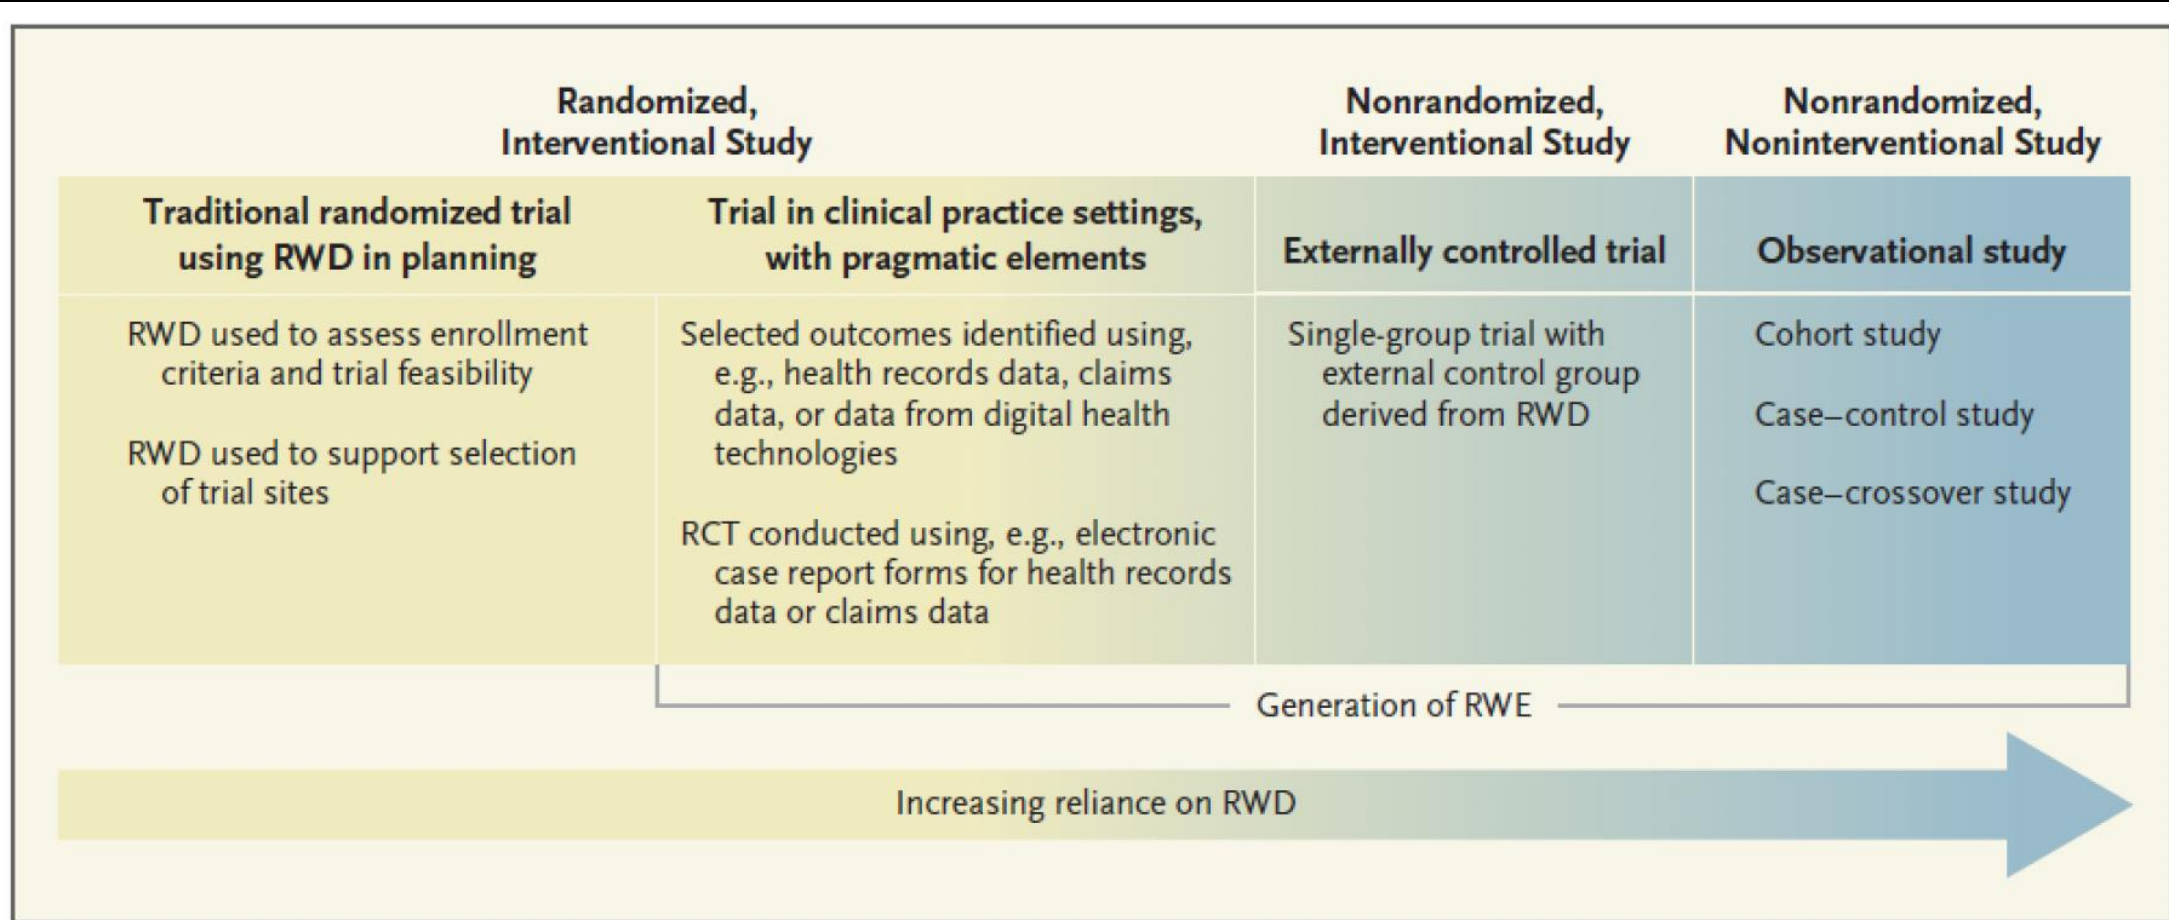 Randomized,
Interventional Study
Nonrandomized,
Interventional Study
Nonrandomized,
Noninterventional Study
Traditional randomized trial
using RWD in planning
Trial in clinical practice settings,
with pragmatic elements
Externally controlled trial
Observational study
RWD used to assess enrollment
criteria and trial feasibility
RWD used to support selection
of trial sites
Selected outcomes identified using,
e.g., health records data, claims
data, or data from digital health
technologies
RCT conducted using, e.g., electronic
case report forms for health records
data or claims data
Single-group trial with
external control group
derived from RWD
Cohort study
Case–control study
Case–crossover study
Generation of RWE
Increasing reliance on RWD